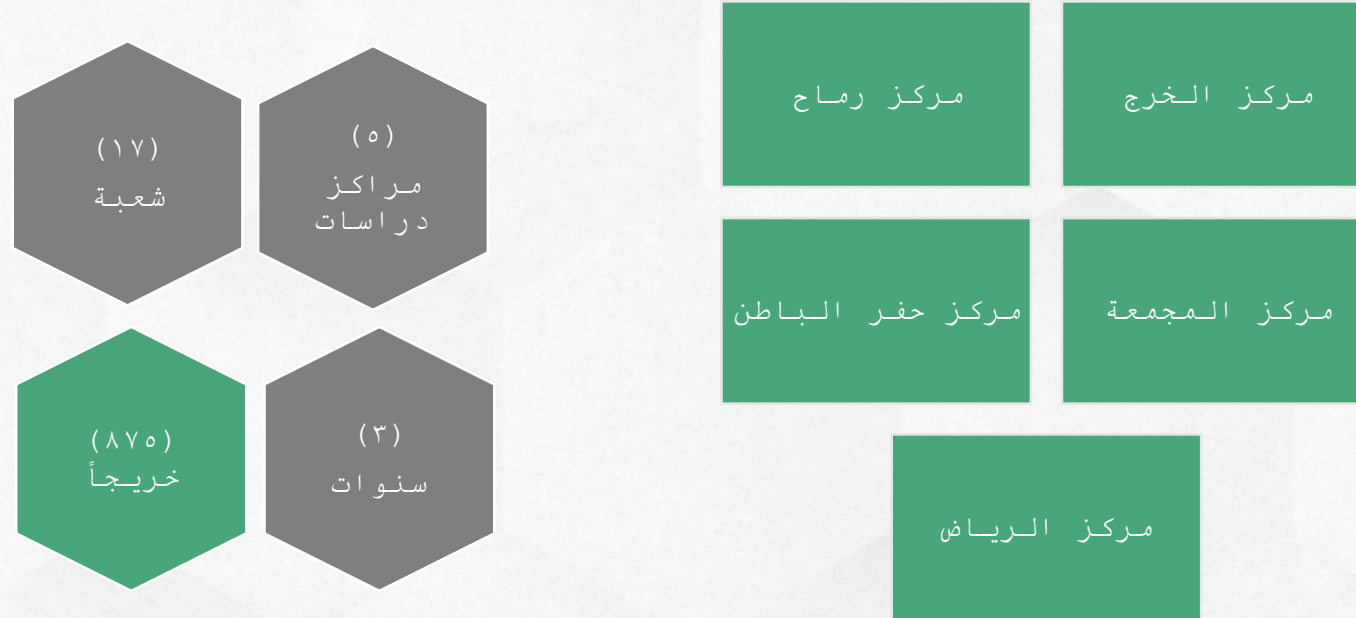 مركز الخرج
مركز رماح
مركز المجمعة
مركز حفر الباطن
مركز الرياض
(٥)
مراكز
دراسات
(١٧)
شعبة
(٣)
سنوات
(٨٧٥)
خريجاً